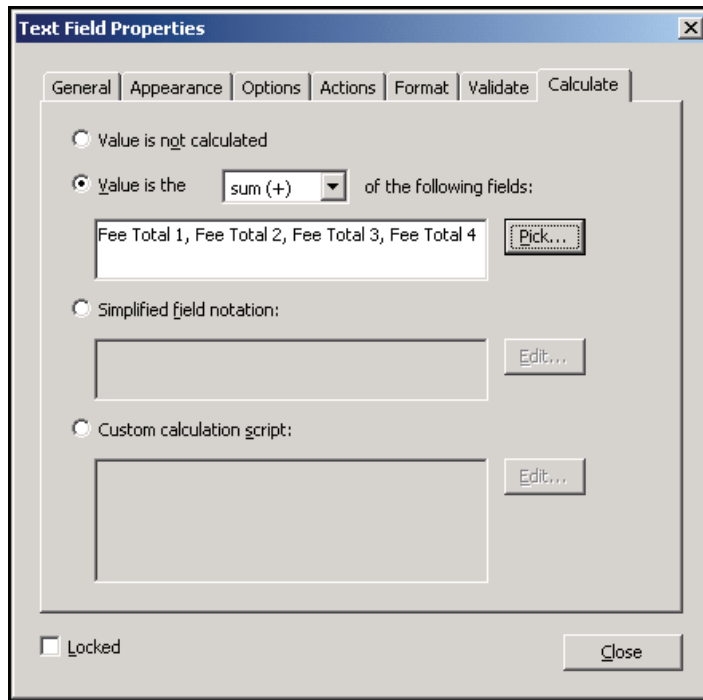 Text Field Properties
General Appearance Options Actions Format Validate Calculate
Value is not calculated
Value is the sum (+) of the following fields:
Fee Total 1, Fee Total 2, Fee Total 3, Fee Total 4 Pick...
Simplified field notation:
Edit...
Custom calculation script:
Edit...
Locked Close